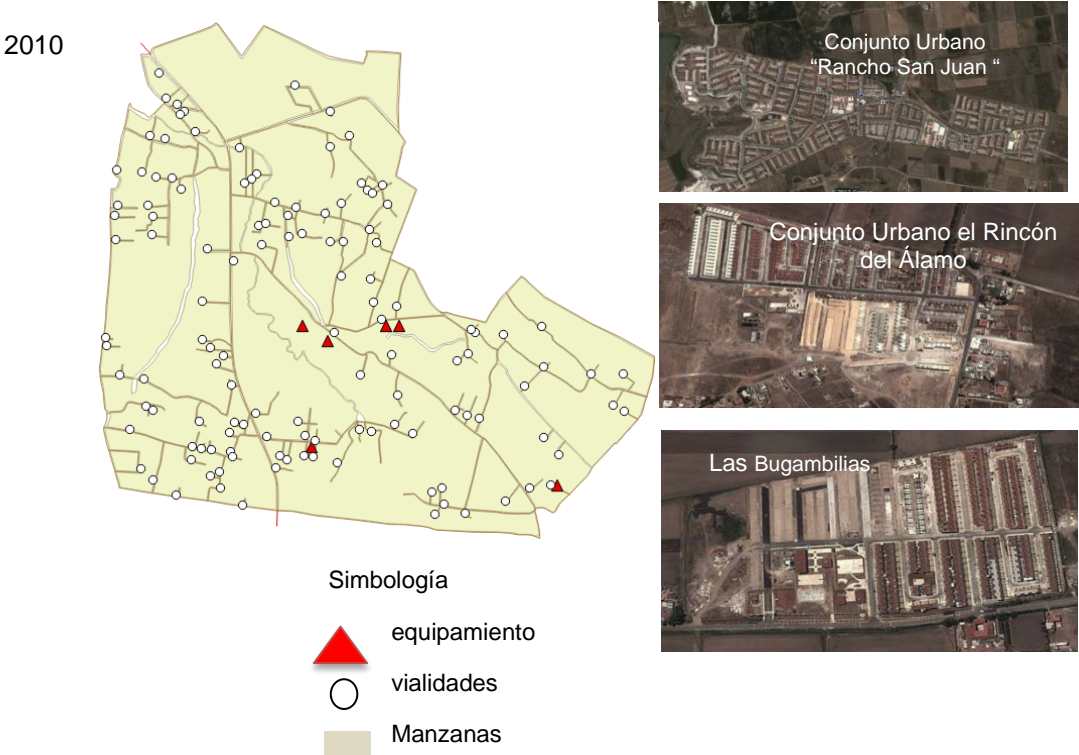 2010
Conjunto Urbano
“Rancho San Juan “
Conjunto Urbano el Rincón
del Álamo
Las Bugambilias
Simbología
equipamiento
vialidades
Manzanas